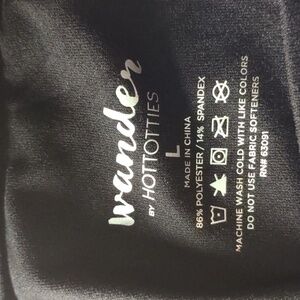 wander
BY HOTTOTTIES
L
MADE IN CHINA
86% POLYESTER / 14% SPANDEX
MACHINE WASH COLD WITH LIKE COLORS
DO NOT USE FABRIC SOFTENERS
RN# 63091